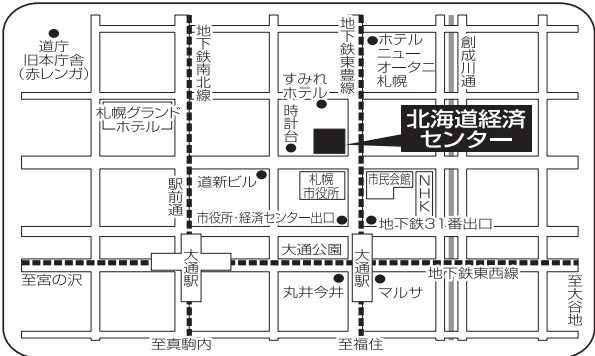 道庁
旧本庁舎
(赤レンガ)
地下鉄南北線
地下鉄東豊線
ホテル
ニュー
オータニ
札幌
創成川通
すみれ
ホテル
時計台
札幌グランド
ホテル
北海道経済
センター
駅前通
道新ビル
札幌
市役所
市民会館
NHK
市役所・経済センター出口
地下鉄31番出口
大通公園
大通駅
大通駅
地下鉄東西線
至宮の沢
丸井今井
マルサ
至大谷地
至真駒内
至福住